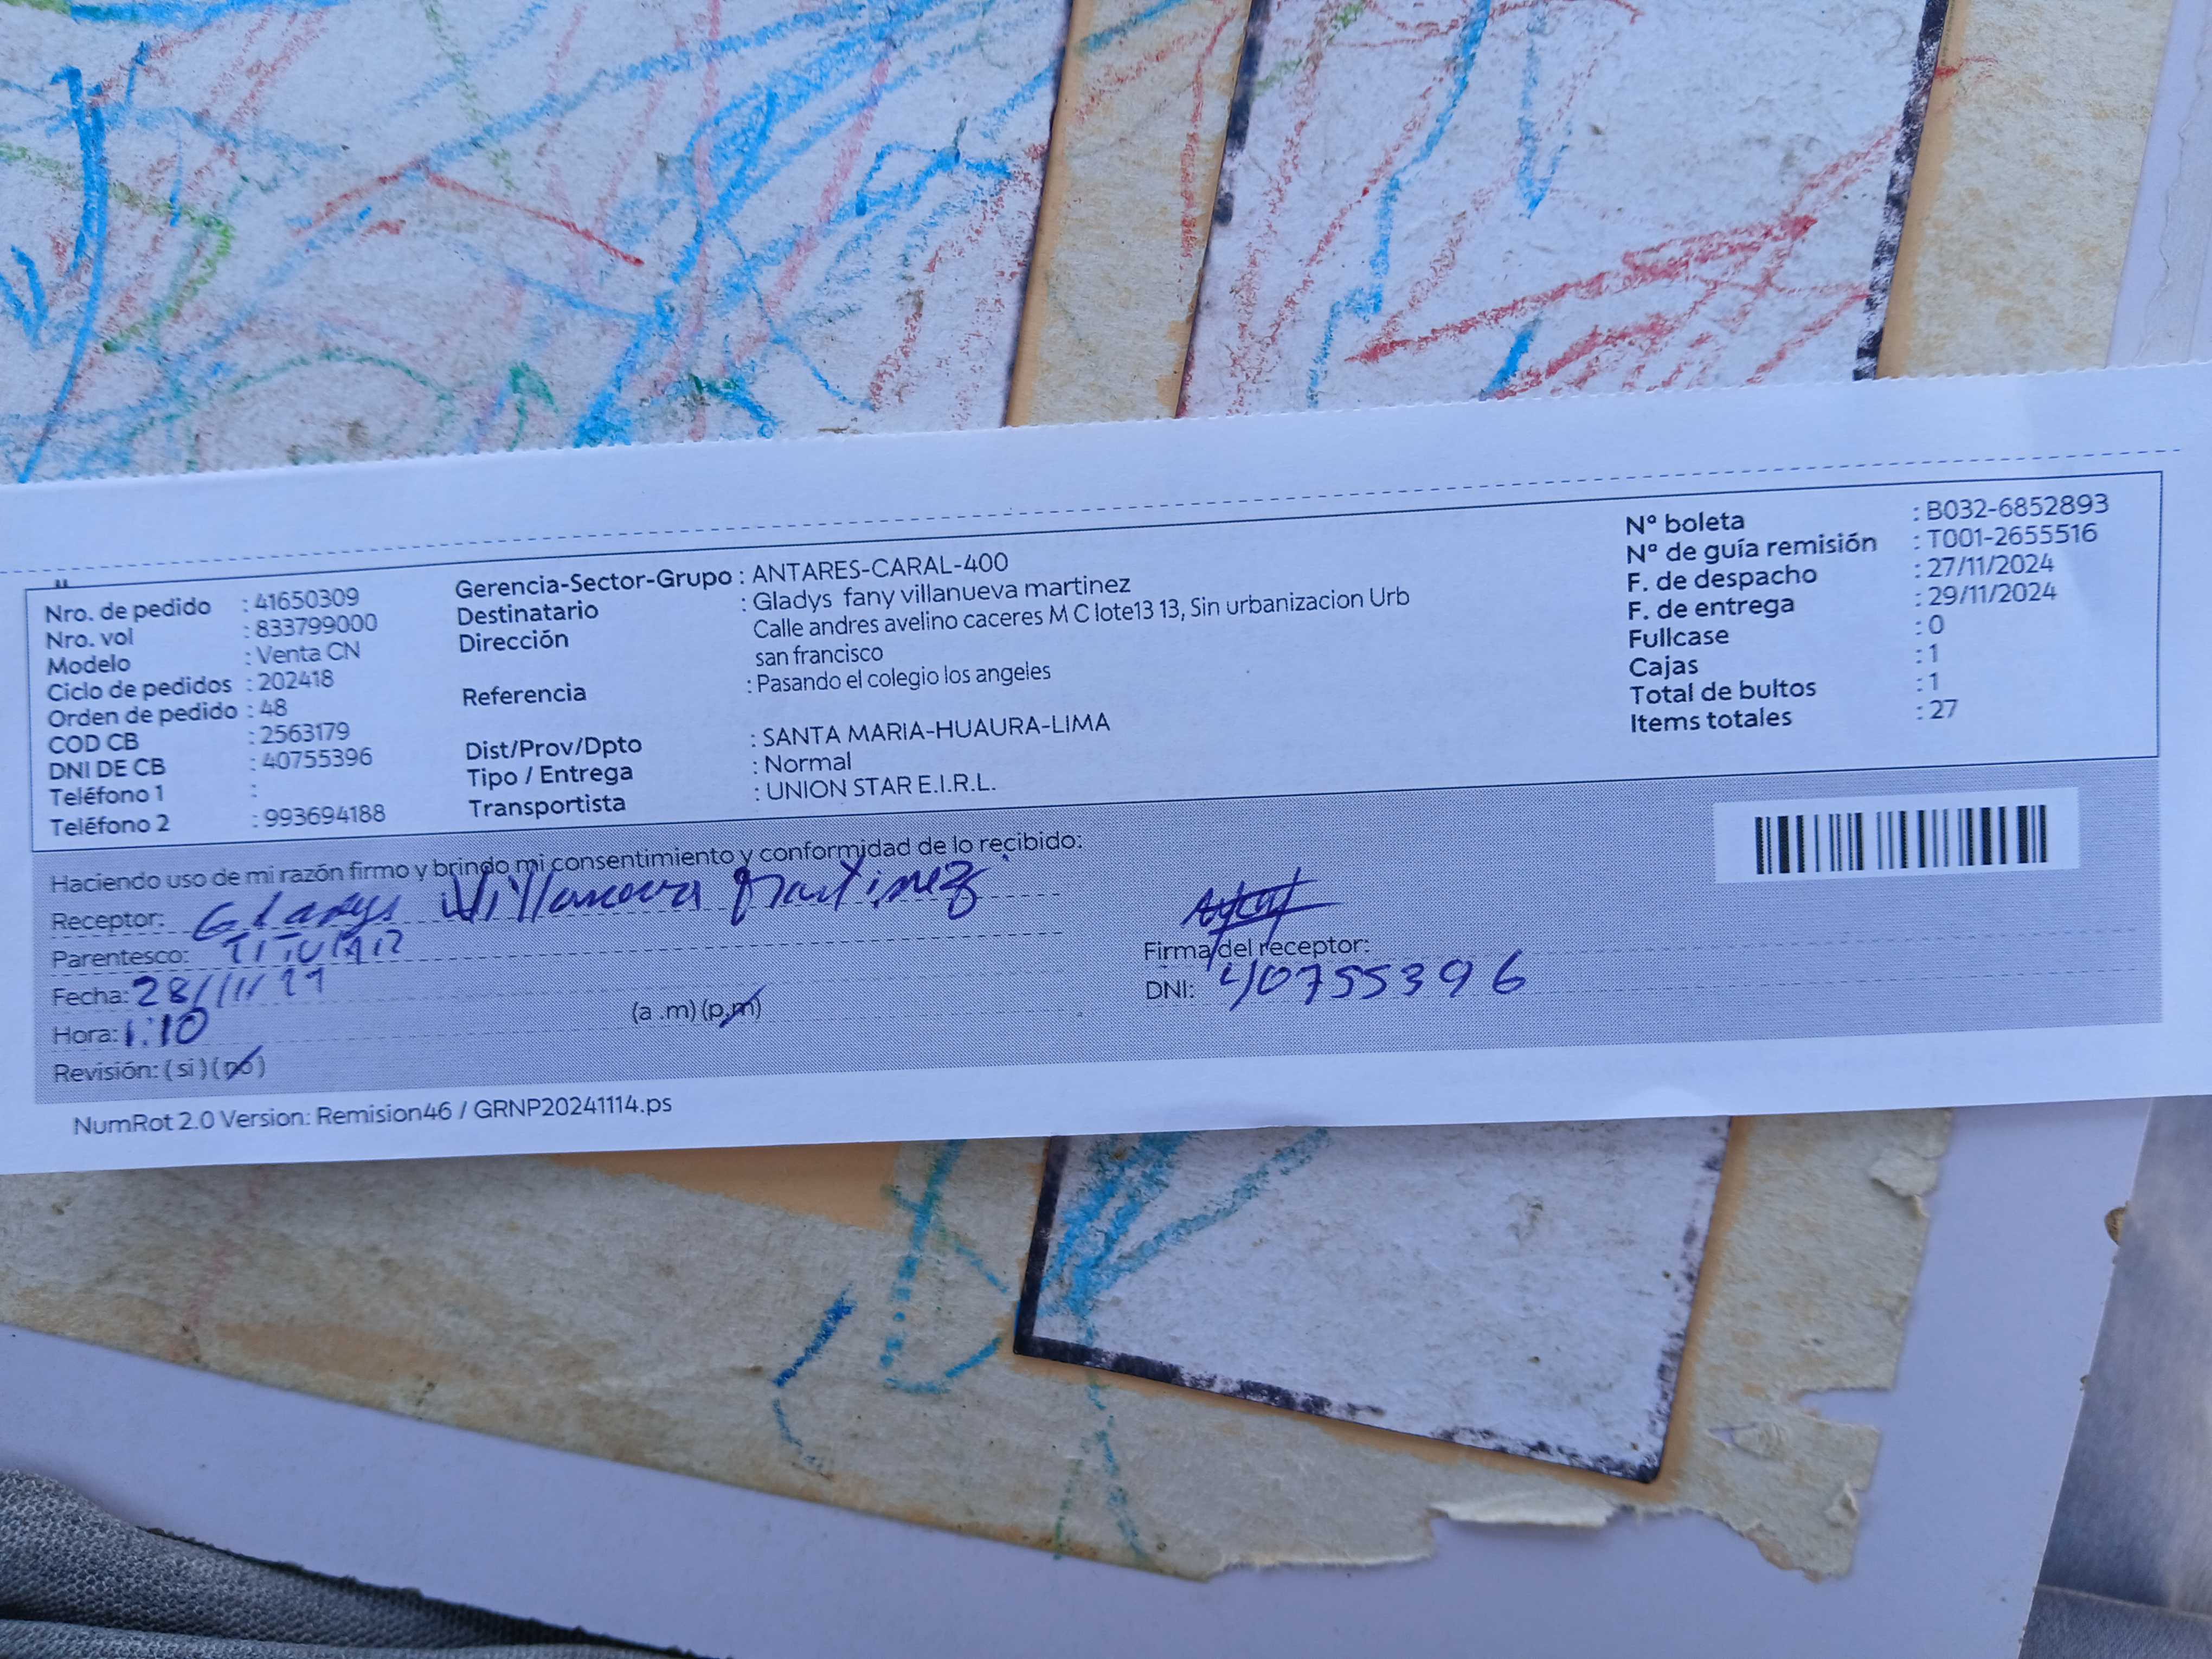 Nro. de pedido : 41650309
Nro. vol : 833799000
Modelo : Venta CN
Ciclo de pedidos : 202418
Orden de pedido : 48
COD CB : 2563179
DNI DE CB : 40755396
Teléfono 1 :
Teléfono 2 : 993694188
Gerencia-Sector-Grupo : ANTARES-CARAL-400
Destinatario : Gladys fany villanueva martinez
Dirección Calle andres avelino caceres M C lote13 13, Sin urbanizacion Urb
san francisco
Referencia : Pasando el colegio los angeles
Dist/Prov/Dpto : SANTA MARIA-HUAURA-LIMA
Tipo / Entrega : Normal
Transportista : UNION STAR E.I.R.L.
N° boleta : B032-6852893
N° de guía remisión : T001-2655516
F. de despacho : 27/11/2024
F. de entrega : 29/11/2024
Fullcase : 0
Cajas : 1
Total de bultos : 1
Items totales : 27
Haciendo uso de mi razón firmo y brindo mi consentimiento y conformidad de lo recibido:
Receptor: Gladys Villanueva Martinez
Parentesco: TITULAR
Fecha: 28/11/
Hora: 1:10 (a .m) (p.m)
Revisión: ( si ) ( no )
Firma del receptor:
DNI: 40755396
NumRot 2.0 Version: Remision46 / GRNP20241114.ps